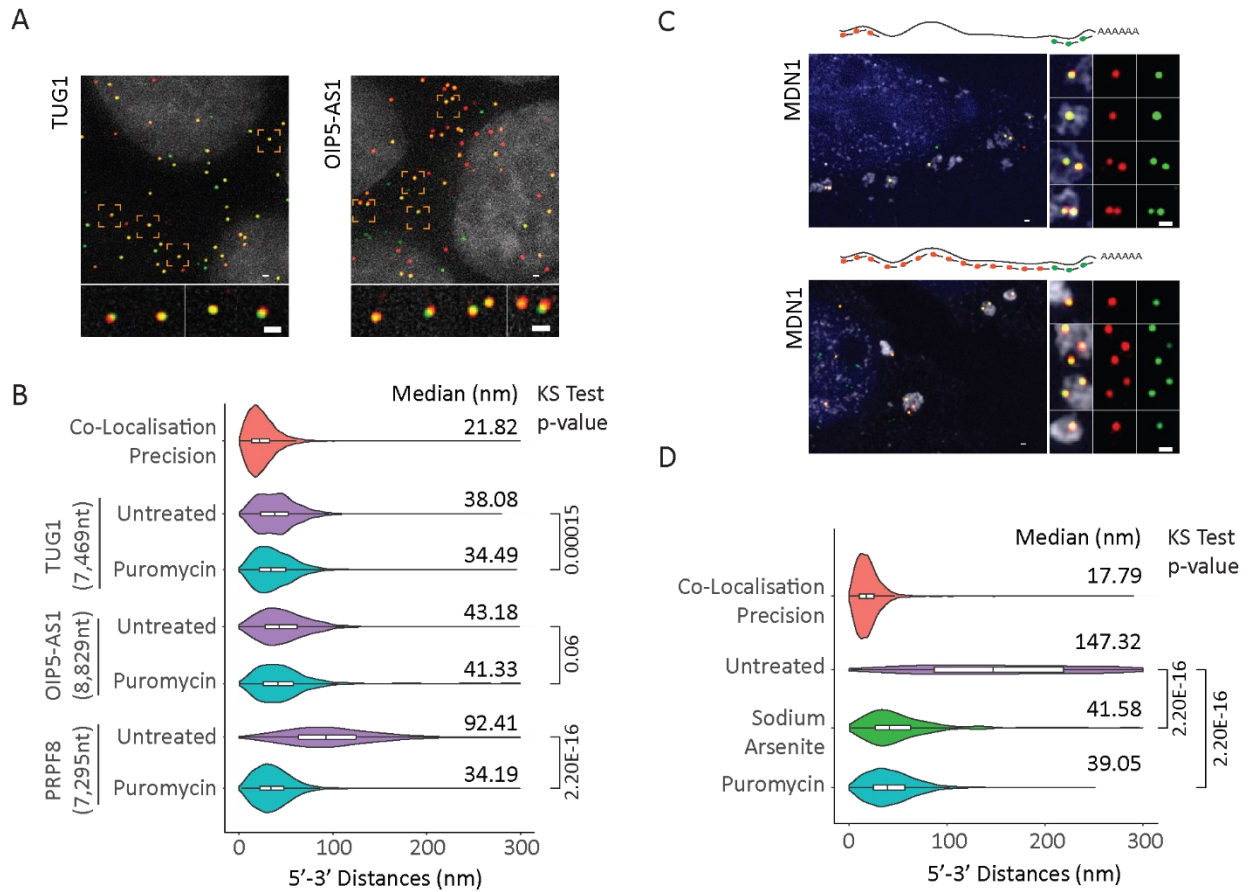 A
TUG1
OIP5-AS1
B
Median (nm)
KS Test
p-value
Co-Localisation
Precision
21.82
TUG1
(7,469nt)
Untreated
38.08
Puromycin
34.49
0.00015
OIP5-AS1
(8,829nt)
Untreated
43.18
Puromycin
41.33
0.06
PRPF8
(7,295nt)
Untreated
92.41
Puromycin
34.19
2.20E-16
0
100
200
300
5'-3' Distances (nm)
C
AAAAAA
MDN1
AAAAAA
MDN1
D
Median (nm)
KS Test
p-value
Co-Localisation
Precision
17.79
Untreated
147.32
Sodium
Arsenite
41.58
Puromycin
39.05
2.20E-16
2.20E-16
0
100
200
300
5'-3' Distances (nm)